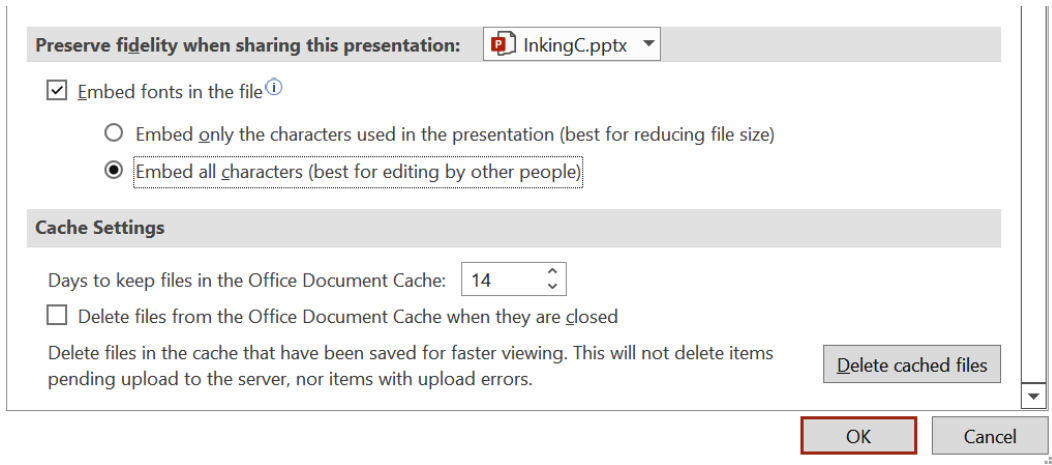 Preserve fidelity when sharing this presentation: P InkingC.pptx
Embed fonts in the file i
Embed only the characters used in the presentation (best for reducing file size)
Embed all characters (best for editing by other people)
Cache Settings
Days to keep files in the Office Document Cache: 14
Delete files from the Office Document Cache when they are closed
Delete files in the cache that have been saved for faster viewing. This will not delete items
pending upload to the server, nor items with upload errors.
Delete cached files
OK Cancel